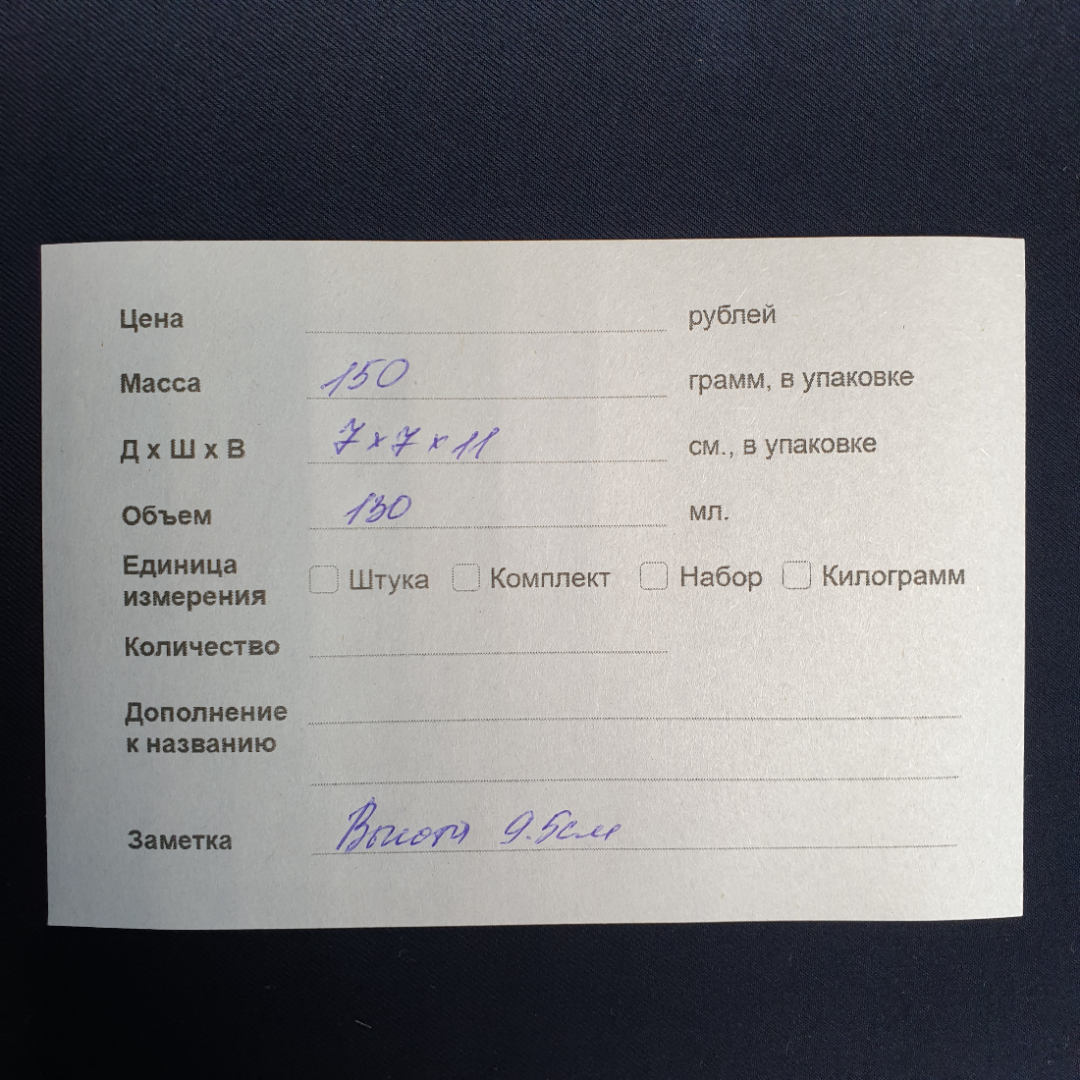 Цена рублей
Масса 150 грамм, в упаковке
Д х Ш х В 7х7х11 см., в упаковке
Объем 130 мл.
Единица измерения Штука Комплект Набор Килограмм
Количество
Дополнение
к названию
Заметка Высота 9.5см